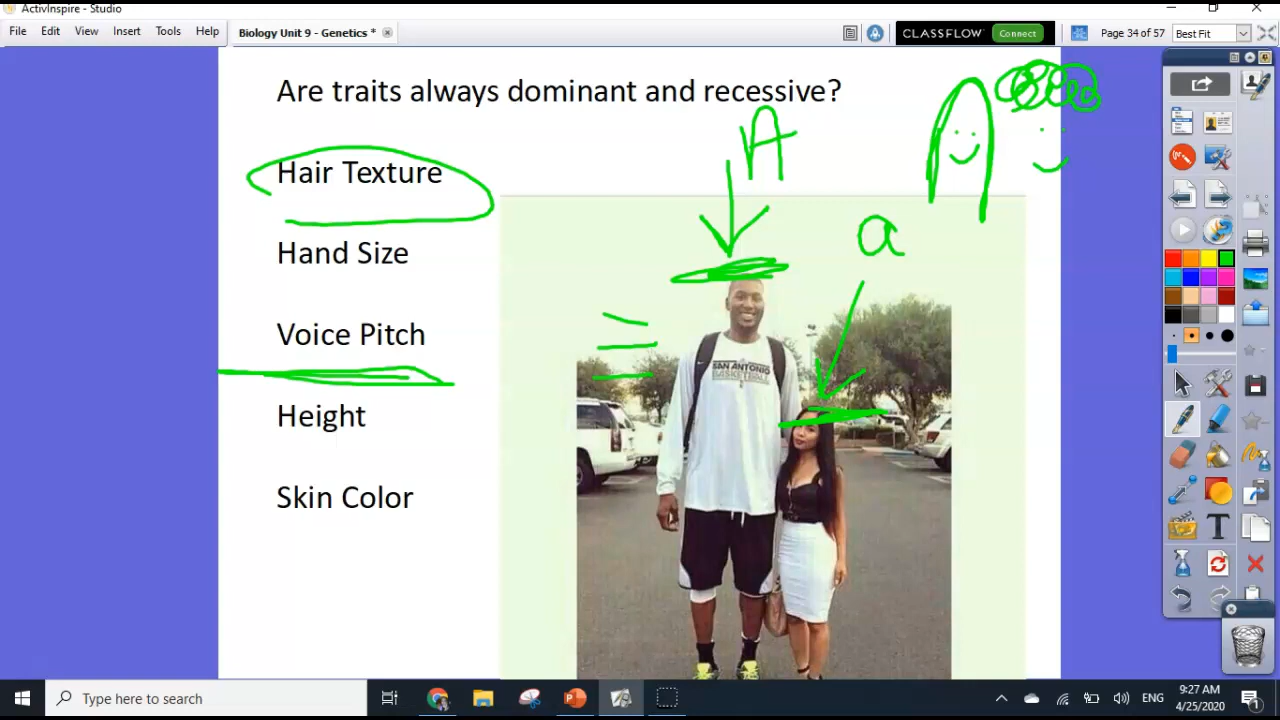 ActivInspire - Studio
File Edit View Insert Tools Help
Biology Unit 9 - Genetics *
CLASSFLOW Connect
Page 34 of 57
Best Fit
Are traits always dominant and recessive?
A
Hair Texture
a
Hand Size
Voice Pitch
SAN ANTONIO
BASKETBALL
Height
Skin Color
T
Type here to search
ENG
9:27 AM
4/25/2020
1